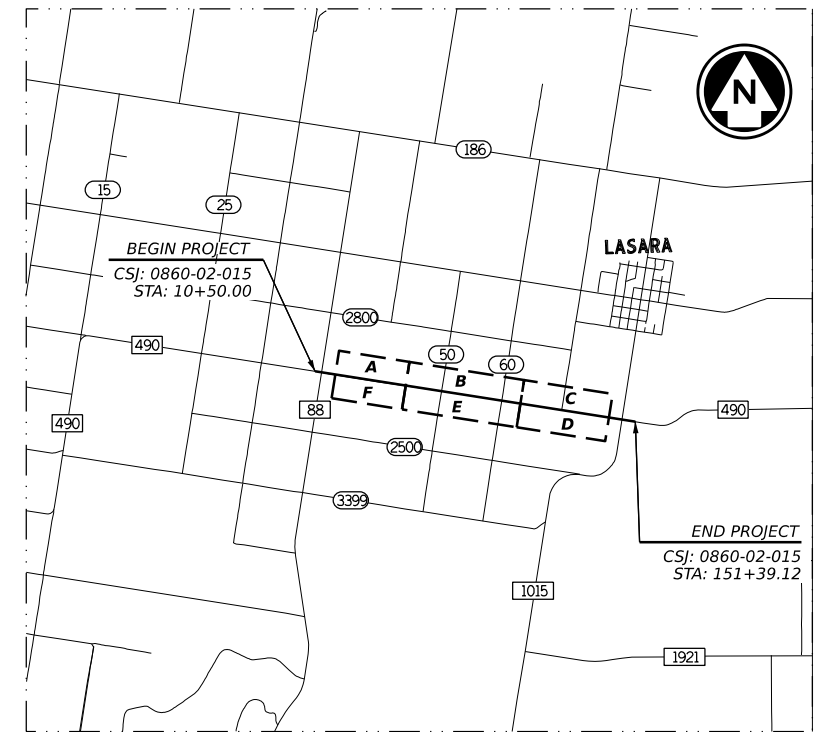 N
186
15
25
LASARA
BEGIN PROJECT
CSJ: 0860-02-015
STA: 10+50.00
2800
490
50
60
A
B
C
88
F
E
D
490
490
2500
3399
END PROJECT
CSJ: 0860-02-015
STA: 151+39.12
1015
1921